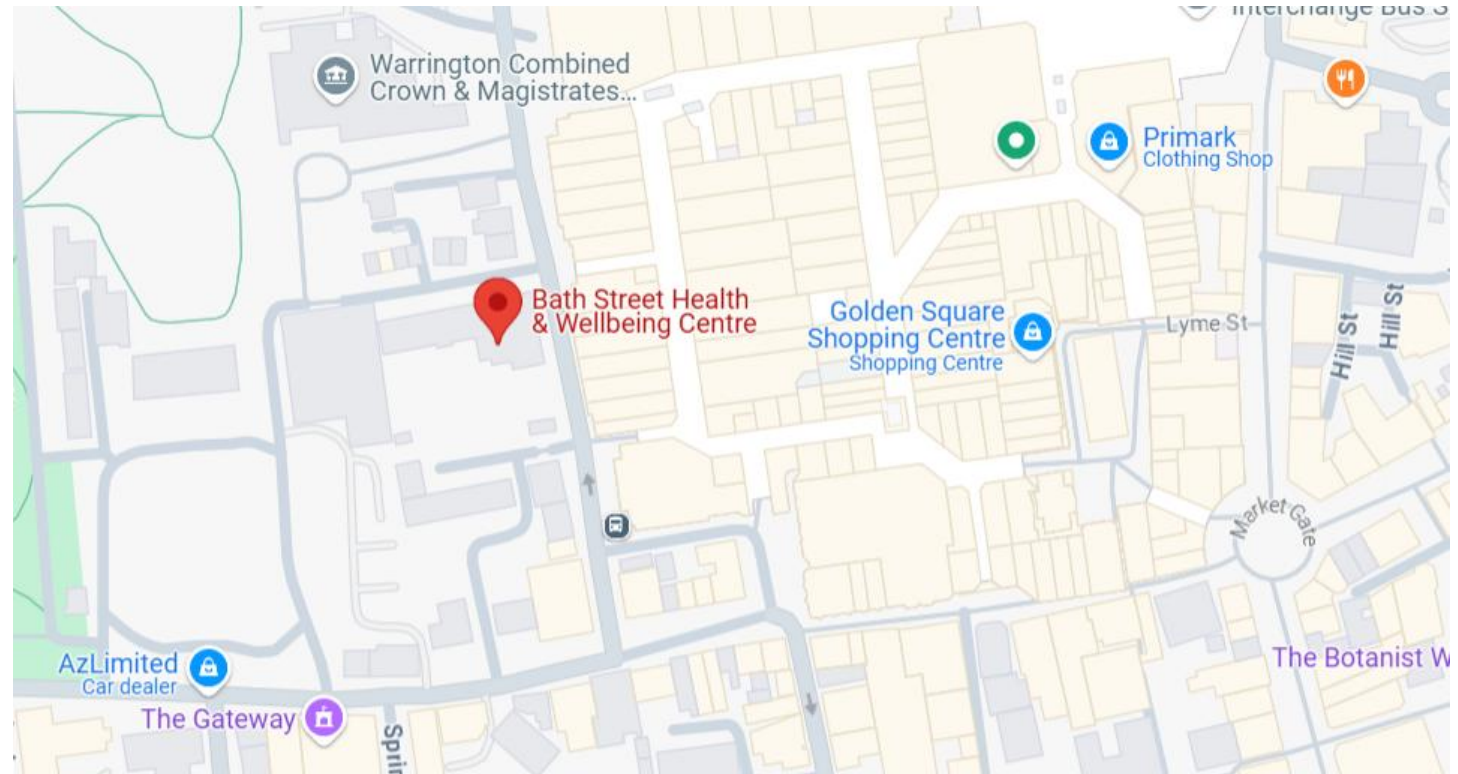 Interchange Bus S
Warrington Combined
Crown & Magistrates...
Primark
Clothing Shop
Bath Street Health
& Wellbeing Centre
Golden Square
Shopping Centre
Shopping Centre
Lyme St
Hill St
Hill St
Market Gate
AzLimited
Car dealer
The Gateway
The Botanist W
Sprin